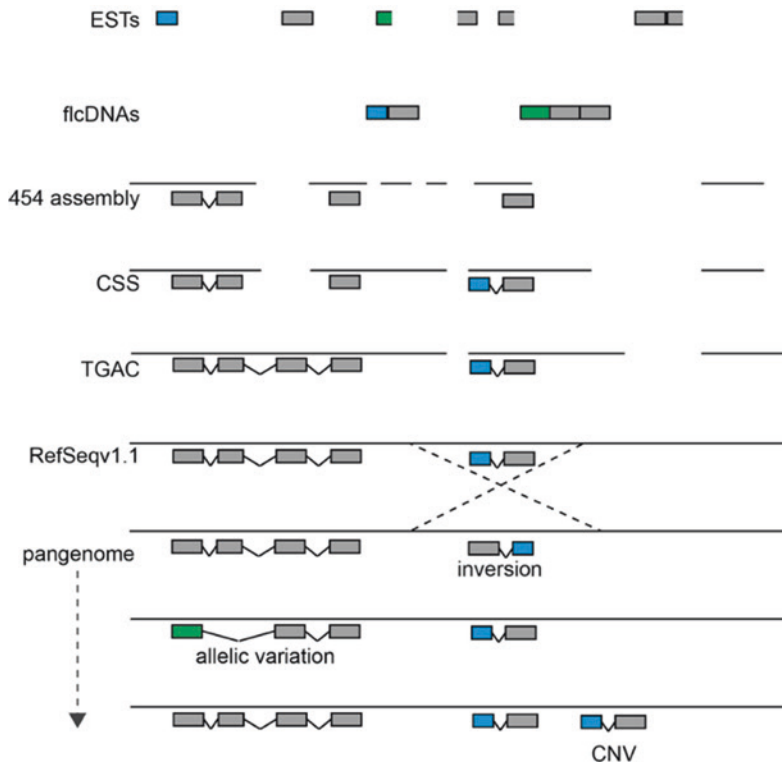 ESTs
flcDNAs
454 assembly
CSS
TGAC
RefSeqv1.1
pangenome
inversion
allelic variation
CNV